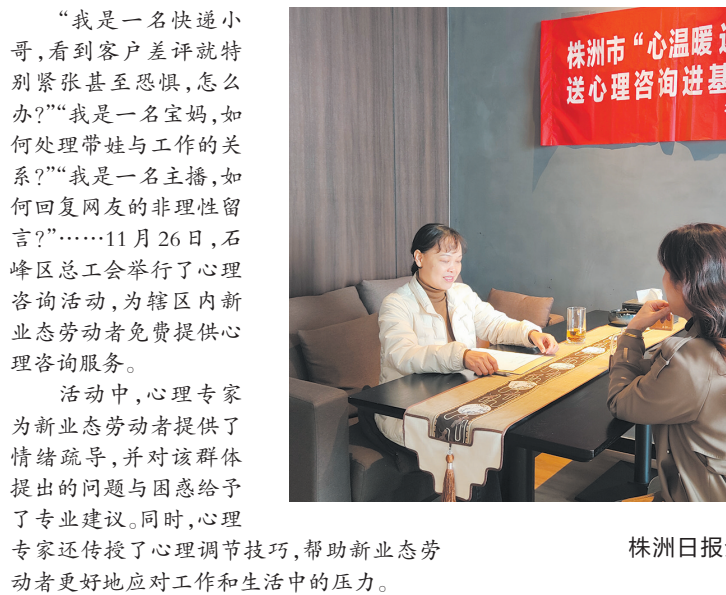 “我是一名快递小
哥,看到客户差评就特
别紧张甚至恐惧,怎么
办?”“我是一名宝妈,如
何处理带娃与工作的关
系?”“我是一名主播,如
何回复网友的非理性留
言?”……11月26日,石
峰区总工会举行了心理
咨询活动,为辖区内新
业态劳动者免费提供心
理咨询服务。
活动中,心理专家
为新业态劳动者提供了
情绪疏导,并对该群体
提出的问题与困惑给予
了专业建议。同时,心理
专家还传授了心理调节技巧,帮助新业态劳
动者更好地应对工作和生活中的压力。
株洲市“心温暖
送心理咨询进基
株洲日报